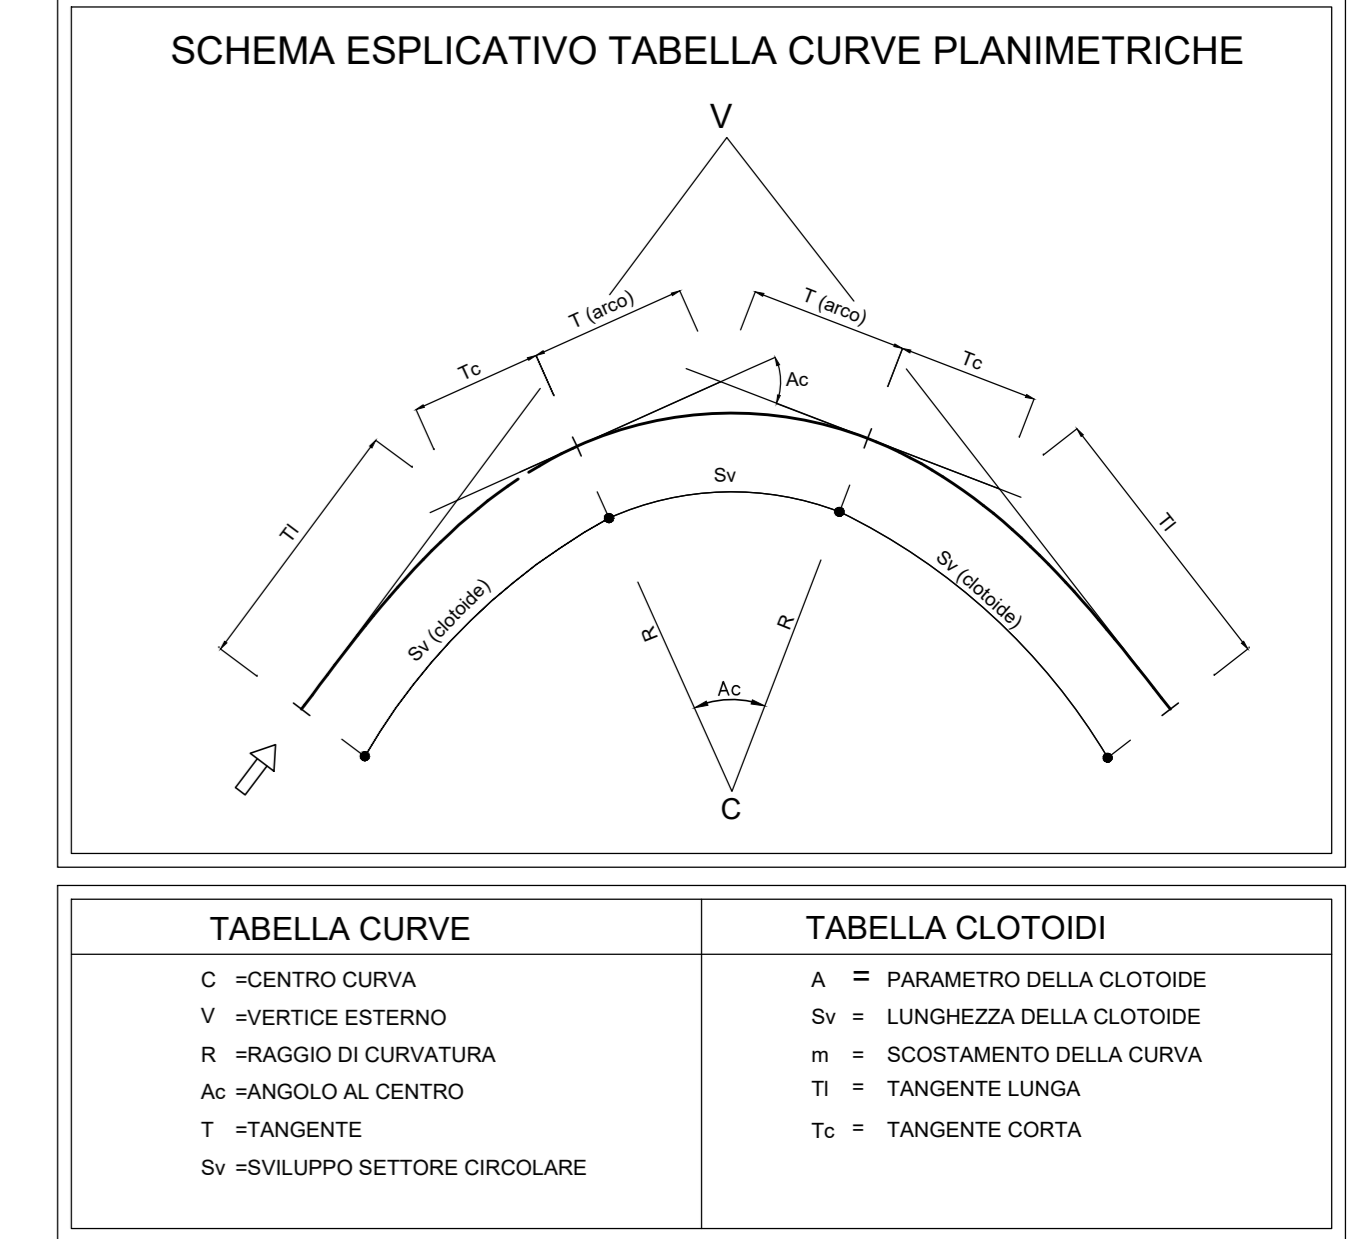 SCHEMA ESPLICATIVO TABELLA CURVE PLANIMETRICHE
V
T (arco)
T (arco)
Tc
Tc
Ac
Tl
Tl
Sv
Sv (clotoide)
Sv (clotoide)
R
R
Ac
C
TABELLA CURVE
C =CENTRO CURVA
V =VERTICE ESTERNO
R =RAGGIO DI CURVATURA
Ac =ANGOLO AL CENTRO
T =TANGENTE
Sv =SVILUPPO SETTORE CIRCOLARE
TABELLA CLOTOIDI
A = PARAMETRO DELLA CLOTOIDE
Sv = LUNGHEZZA DELLA CLOTOIDE
m = SCOSTAMENTO DELLA CURVA
Tl = TANGENTE LUNGA
Tc = TANGENTE CORTA